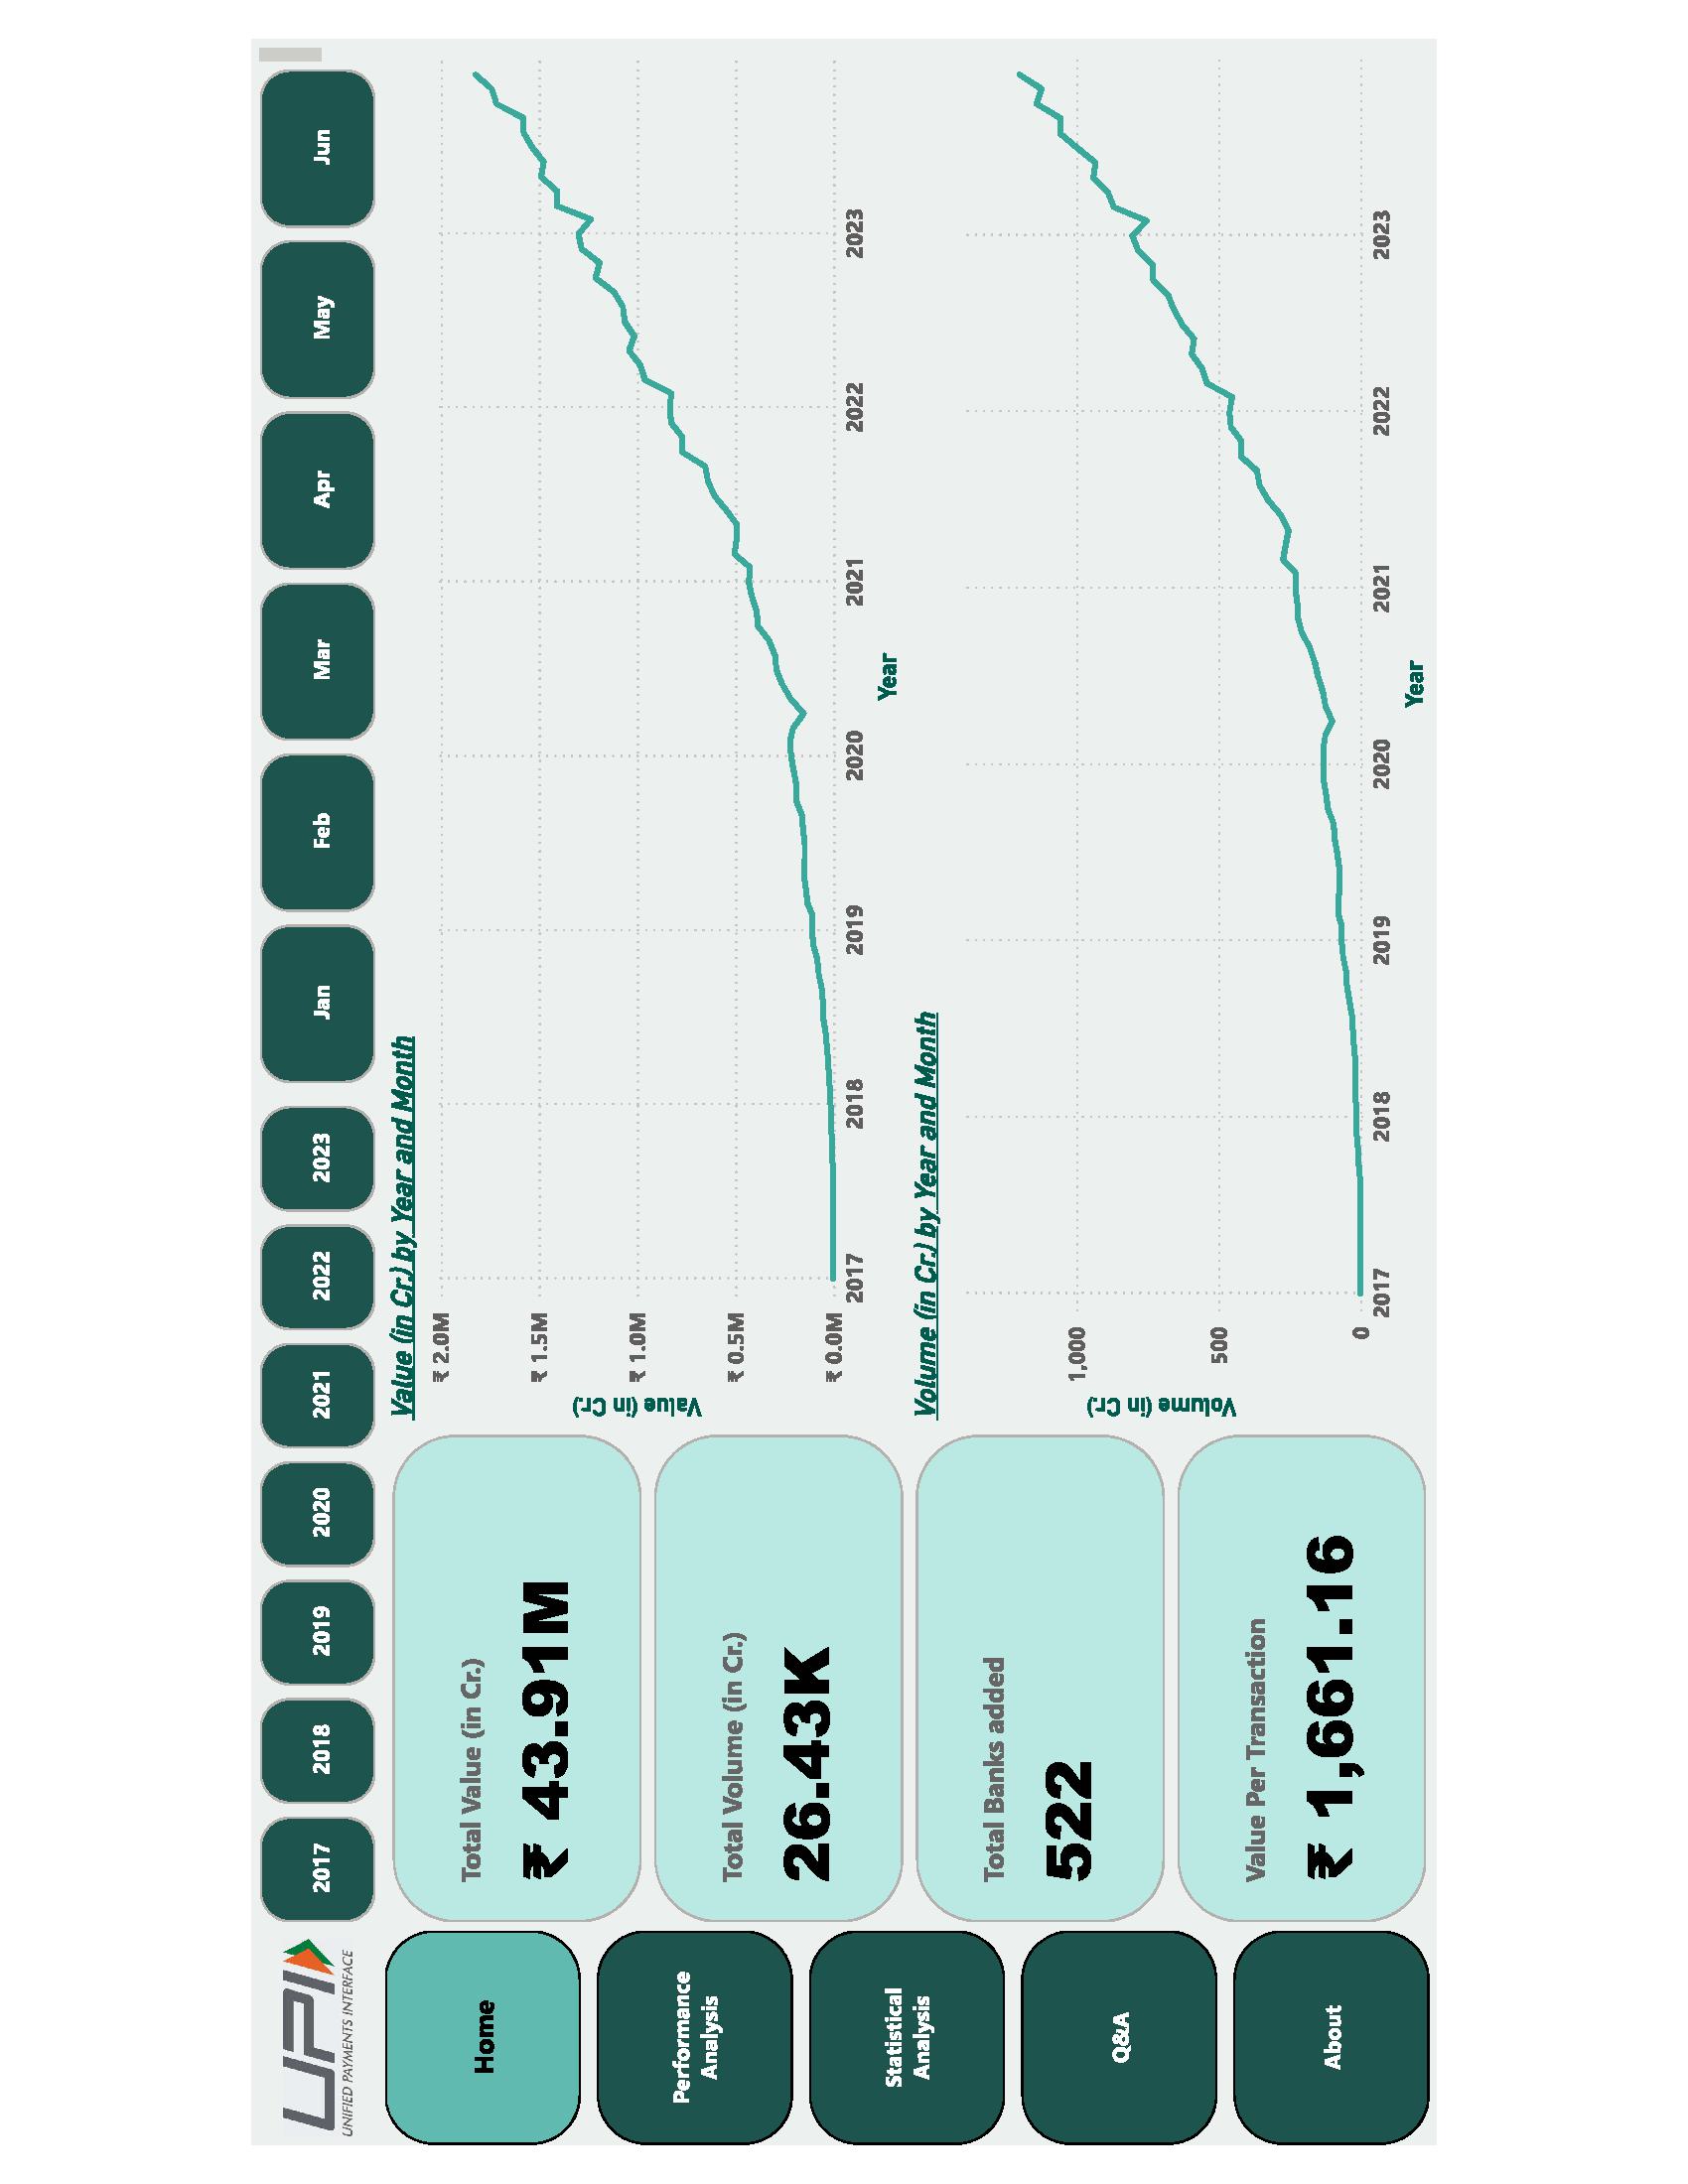 UPI
UNIFIED PAYMENTS INTERFACE
2017
2018
2019
2020
2021
2022
2023
Jan
Feb
Mar
Apr
May
Jun
Home
Performance
Analysis
Statistical
Analysis
Q&A
About
Total Value (in Cr.)
₹ 43.91M
Total Volume (in Cr.)
26.43K
Total Banks added
522
Value Per Transaction
₹ 1,661.16
Value (in Cr.) by Year and Month
Value (in Cr.)
₹ 2.0M
₹ 1.5M
₹ 1.0M
₹ 0.5M
₹ 0.0M
2017
2018
2019
2020
2021
2022
2023
Year
Volume (in Cr.) by Year and Month
Volume (in Cr.)
1,000
500
0
2017
2018
2019
2020
2021
2022
2023
Year